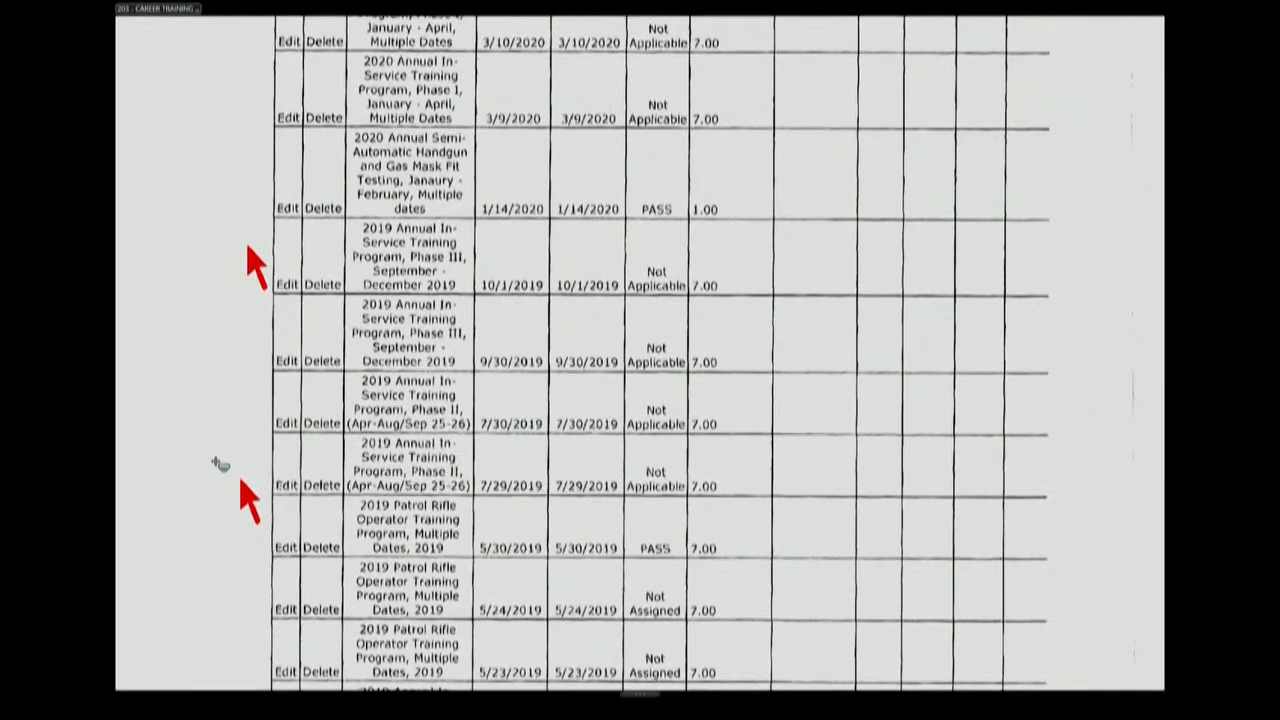 203 - CAREER TRAINING
January - April,
Multiple Dates
Edit Delete 3/10/2020 3/10/2020 Not Applicable 7.00
2020 Annual In-
Service Training
Program, Phase I,
January - April,
Multiple Dates
Edit Delete 3/9/2020 3/9/2020 Not Applicable 7.00
2020 Annual Semi-
Automatic Handgun
and Gas Mask Fit
Testing, Janaury -
February, Multiple
dates
Edit Delete 1/14/2020 1/14/2020 PASS 1.00
2019 Annual In-
Service Training
Program, Phase III,
September -
December 2019
Edit Delete 10/1/2019 10/1/2019 Not Applicable 7.00
2019 Annual In-
Service Training
Program, Phase III,
September -
December 2019
Edit Delete 9/30/2019 9/30/2019 Not Applicable 7.00
2019 Annual In-
Service Training
Program, Phase II,
(Apr-Aug/Sep 25-26)
Edit Delete 7/30/2019 7/30/2019 Not Applicable 7.00
2019 Annual In-
Service Training
Program, Phase II,
(Apr-Aug/Sep 25-26)
Edit Delete 7/29/2019 7/29/2019 Not Applicable 7.00
2019 Patrol Rifle
Operator Training
Program, Multiple
Dates, 2019
Edit Delete 5/30/2019 5/30/2019 PASS 7.00
2019 Patrol Rifle
Operator Training
Program, Multiple
Dates, 2019
Edit Delete 5/24/2019 5/24/2019 Not Assigned 7.00
2019 Patrol Rifle
Operator Training
Program, Multiple
Dates, 2019
Edit Delete 5/23/2019 5/23/2019 Not Assigned 7.00